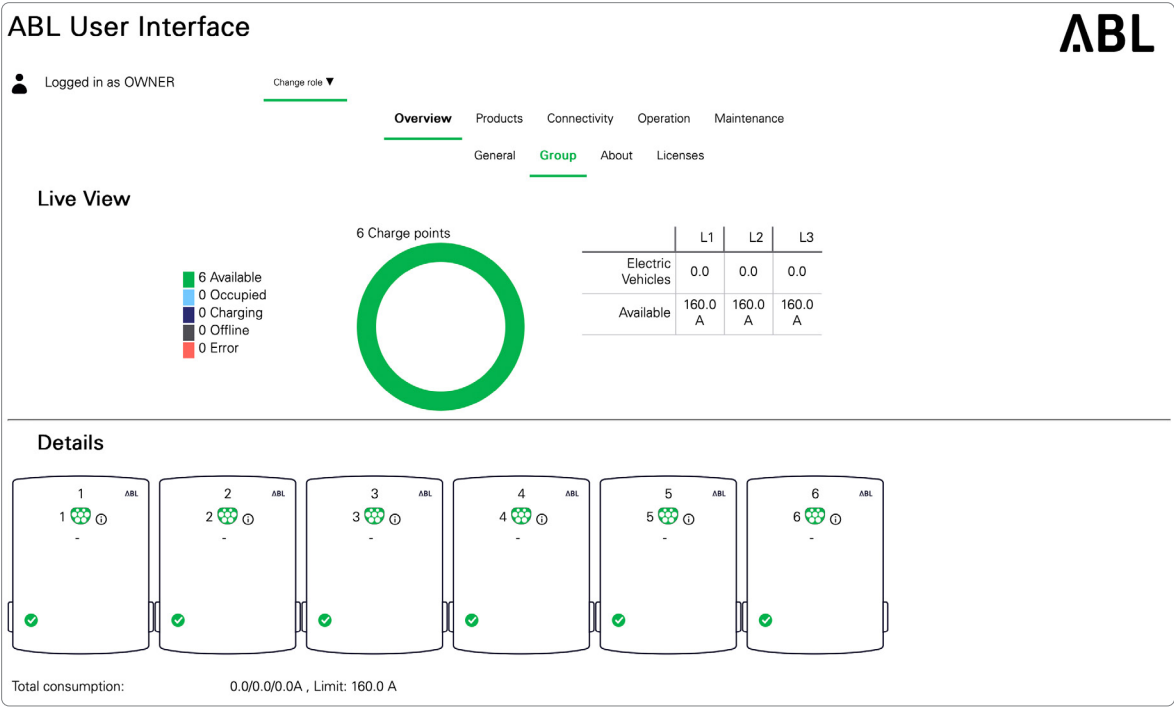 ABL User Interface
ABL
Logged in as OWNER
Change role ▼
Overview Products Connectivity Operation Maintenance
General Group About Licenses
Live View
6 Charge points
6 Available
0 Occupied
0 Charging
0 Offline
0 Error
L1 L2 L3
Electric Vehicles 0.0 0.0 0.0
Available 160.0 A 160.0 A 160.0 A
Details
1 ABL 2 ABL 3 ABL 4 ABL 5 ABL 6 ABL
1 2 3 4 5 6
- - - - - -
Total consumption: 0.0/0.0/0.0A , Limit: 160.0 A